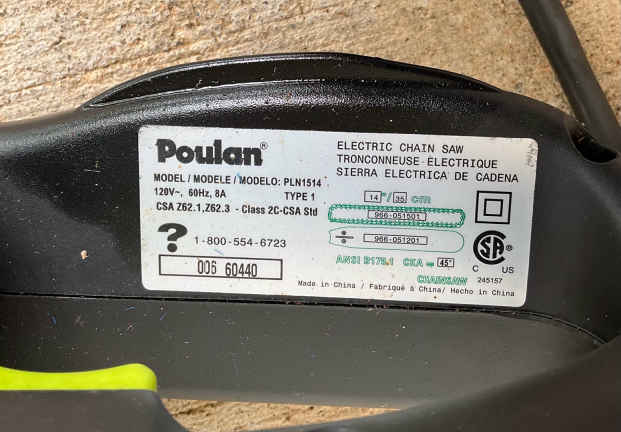 Poulan®
MODEL / MODELE / MODELO: PLN1514
120V~, 60Hz, 8A TYPE 1
CSA Z62.1,Z62.3 - Class 2C-CSA Std
? 1-800-554-6723
006 60440
ELECTRIC CHAIN SAW
TRONCONNEUSE ÉLECTRIQUE
SIERRA ELECTRICA DE CADENA
14"/ 35 cm
966-051501
966-051201
ANSI B175.1 CKA = 45°
SA®
C US
CHAINSAW 245157
Made in China / Fabriqué à China/ Hecho in China